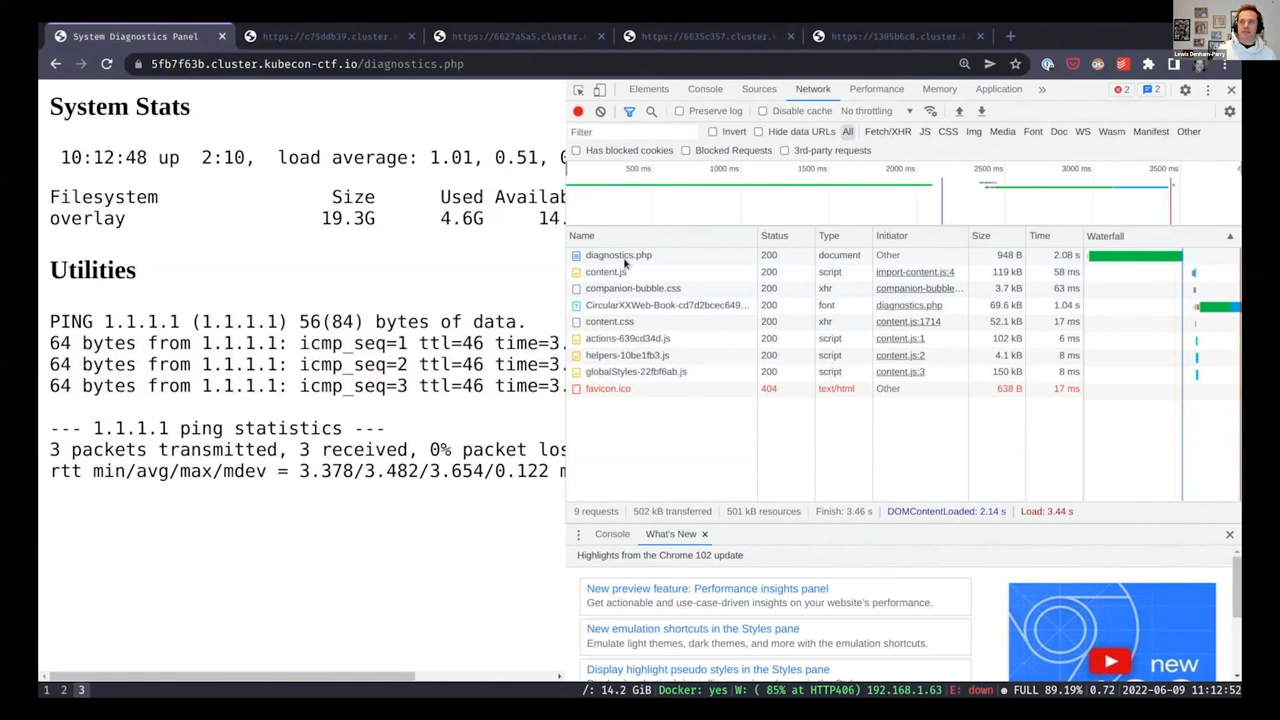 System Diagnostics Panel
https://c75ddb39.cluster.
https://6627a5a5.cluster.
https://6635c357.cluster.
https://1305b6c8.cluster.
Lewis Denham-Parry
5fb7f63b.cluster.kubecon-ctf.io/diagnostics.php
System Stats
10:12:48 up 2:10, load average: 1.01, 0.51,
Filesystem Size Used Availa
overlay 19.3G 4.6G 14.
Utilities
PING 1.1.1.1 (1.1.1.1) 56(84) bytes of data.
64 bytes from 1.1.1.1: icmp_seq=1 ttl=46 time=3.
64 bytes from 1.1.1.1: icmp_seq=2 ttl=46 time=3.
64 bytes from 1.1.1.1: icmp_seq=3 ttl=46 time=3.
--- 1.1.1.1 ping statistics ---
3 packets transmitted, 3 received, 0% packet los
rtt min/avg/max/mdev = 3.378/3.482/3.654/0.122 m
Elements Console Sources Network Performance Memory Application » 2 2
Preserve log Disable cache No throttling
Filter Invert Hide data URLs All Fetch/XHR JS CSS Img Media Font Doc WS Wasm Manifest Other
Has blocked cookies Blocked Requests 3rd-party requests
500 ms 1000 ms 1500 ms 2000 ms 2500 ms 3000 ms 3500 ms 4
Name Status Type Initiator Size Time Waterfall
diagnostics.php 200 document Other 948 B 2.08 s
content.js 200 script import-content.js:4 119 kB 58 ms
companion-bubble.css 200 xhr companion-bubble... 3.7 kB 63 ms
CircularXXWeb-Book-cd7d2bcec649... 200 font diagnostics.php 69.6 kB 1.04 s
content.css 200 xhr content.js:1714 52.1 kB 17 ms
actions-639cd34d.js 200 script content.js:1 102 kB 6 ms
helpers-10be1fb3.js 200 script content.js:2 4.1 kB 8 ms
globalStyles-22fbf6ab.js 200 script content.js:3 150 kB 8 ms
favicon.ico 404 text/html Other 638 B 17 ms
9 requests 502 kB transferred 501 kB resources Finish: 3.46 s DOMContentLoaded: 2.14 s Load: 3.44 s
Console What's New
Highlights from the Chrome 102 update
New preview feature: Performance insights panel
Get actionable and use-case-driven insights on your website's performance.
New emulation shortcuts in the Styles pane
Emulate light themes, dark themes, and more with the emulation shortcuts.
Display highlight pseudo styles in the Styles pane
new
1 2 3
/: 14.2 GiB|Docker: yes|W: ( 85% at HTTP406) 192.168.1.63|E: down|● FULL 89.19%|0.72|2022-06-09 11:12:52